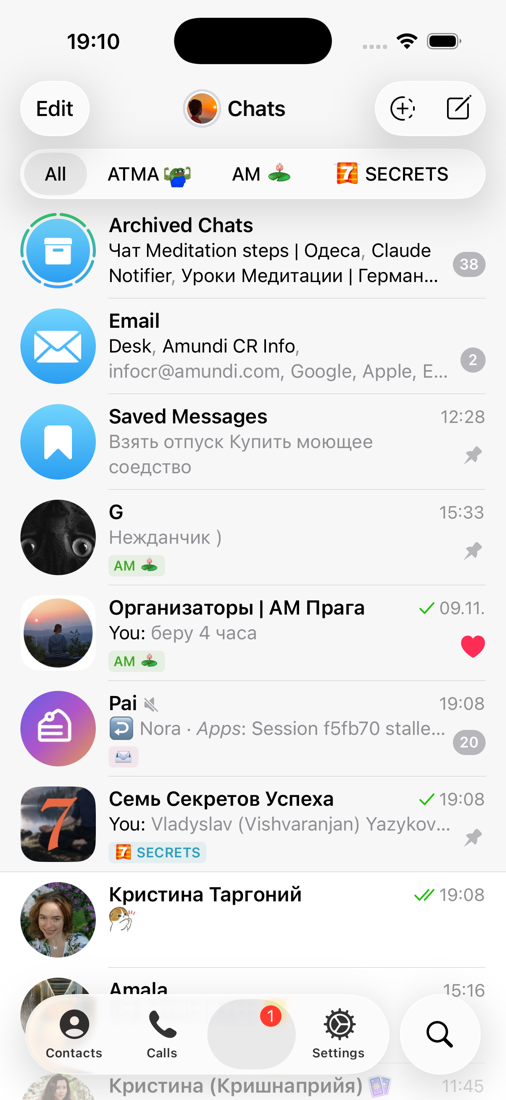 19:10
Edit
Chats
All
ATMA
AM
7 SECRETS
Archived Chats
Чат Meditation steps | Одеса, Claude
Notifier, Уроки Медитации | Герман...
38
Email
Desk, Amundi CR Info,
infocr@amundi.com, Google, Apple, E...
2
Saved Messages
12:28
Взять отпуск Купить моющее
соедство
G
15:33
Нежданчик )
AM
Организаторы | АМ Прага
09.11.
You: беру 4 часа
AM
Pai
19:08
Nora · Apps: Session f5fb70 stalle...
20
Семь Секретов Успеха
19:08
7
You: Vladyslav (Vishvaranjan) Yazykov...
7 SECRETS
Кристина Таргоний
19:08
Amala
15:16
1
Contacts
Calls
Settings
Кристина (Кришнаприйя)
11:45